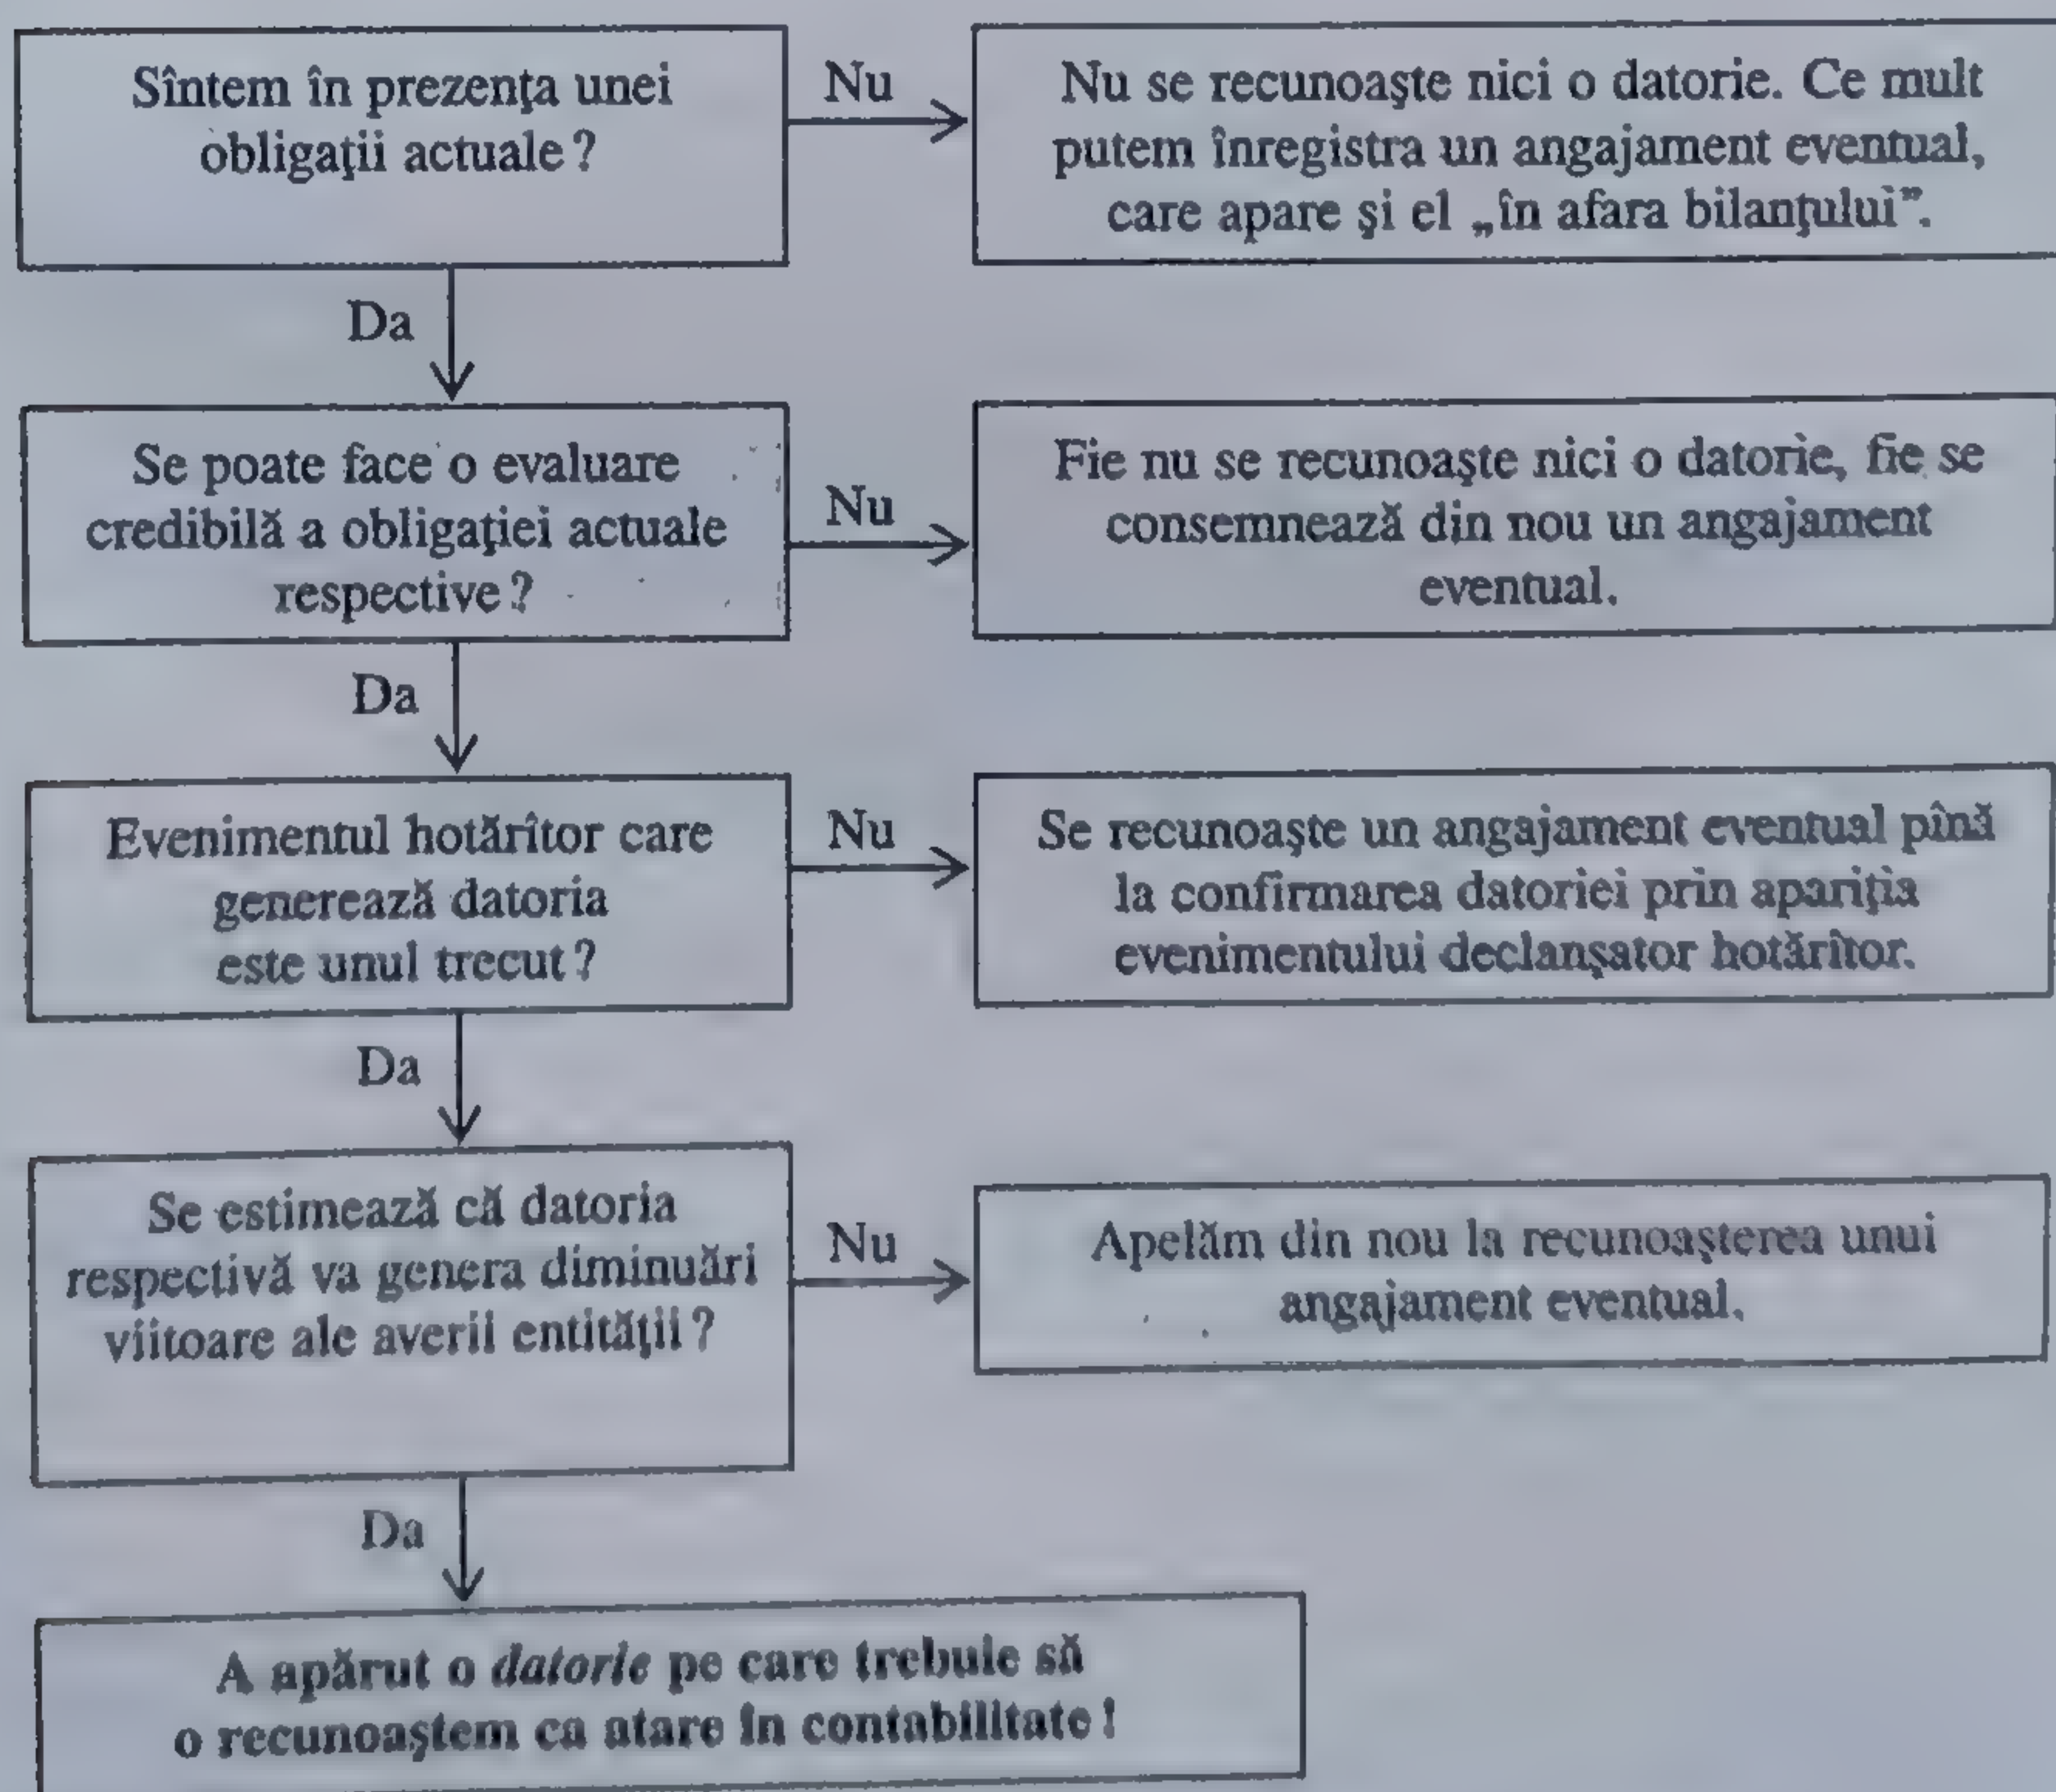 Sîntem în prezenţa unei
obligaţii actuale ?
Nu
Nu se recunoaşte nici o datorie. Ce mult
putem înregistra un angajament eventual,
care apare şi el „în afara bilanţului”.
Da
Se poate face o evaluare
credibilă a obligaţiei actuale
respective ?
Nu
Fie nu se recunoaşte nici o datorie, fie se
consemnează din nou un angajament
eventual.
Da
Evenimentul hotărîtor care
generează datoria
este unul trecut ?
Nu
Se recunoaşte un angajament eventual pînă
la confirmarea datoriei prin apariţia
evenimentului declanşator hotărîtor.
Da
Se estimează că datoria
respectivă va genera diminuări
viitoare ale averii entităţii ?
Nu
Apelăm din nou la recunoaşterea unui
angajament eventual.
Da
A apărut o datorie pe care trebuie să
o recunoaştem ca atare în contabilitate !